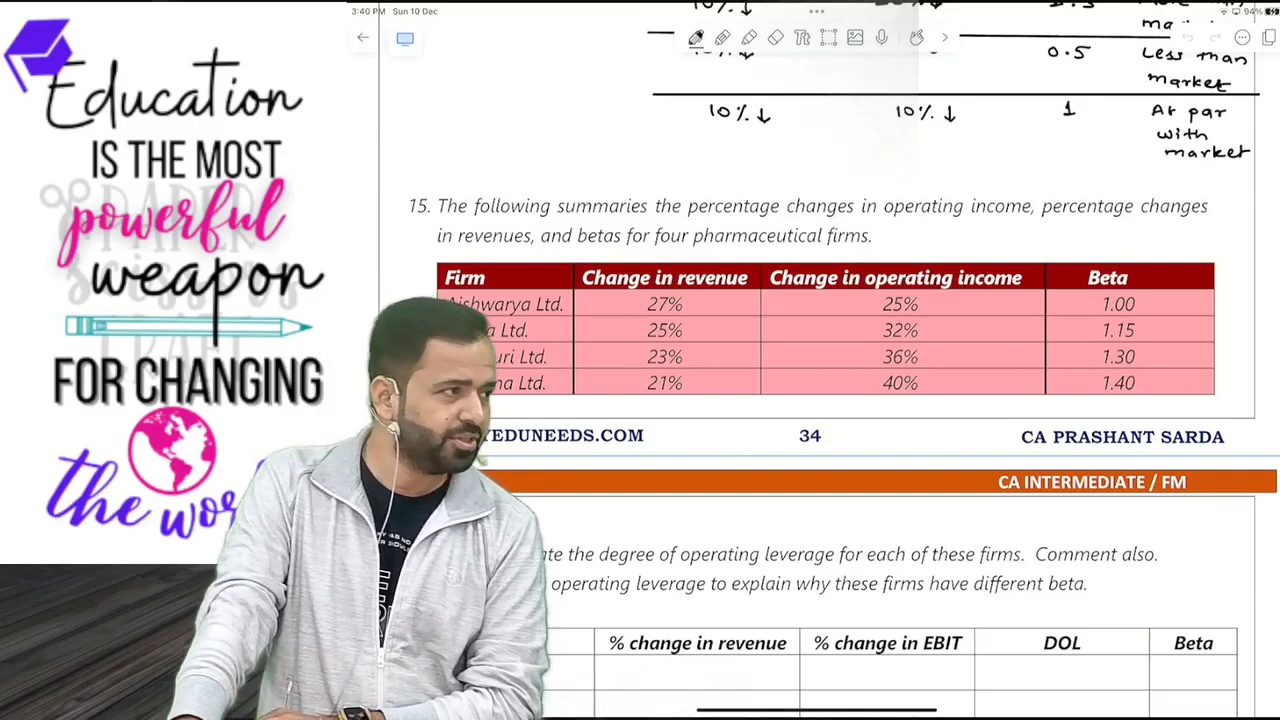 3:40 PM Sun 10 Dec
94%
Education
IS THE MOST
powerful
weapon
FOR CHANGING
the
0.5 Less than
market
10% ↓ 10% ↓ 1 At par
with
market
15. The following summaries the percentage changes in operating income, percentage changes
in revenues, and betas for four pharmaceutical firms.
Firm Change in revenue Change in operating income Beta
Aishwarya Ltd. 27% 25% 1.00
Ltd. 25% 32% 1.15
Ltd. 23% 36% 1.30
Ltd. 21% 40% 1.40
EDUNEEDS.COM 34 CA PRASHANT SARDA
CA INTERMEDIATE / FM
the degree of operating leverage for each of these firms. Comment also.
operating leverage to explain why these firms have different beta.
% change in revenue % change in EBIT DOL Beta